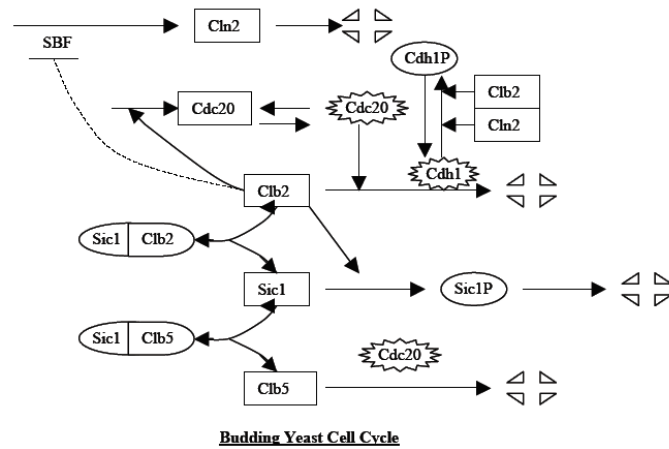 Cln2
SBF
Cdh1P
Clb2
Cdc20
Cdc20
Cln2
Cdh1
Clb2
Sic1 Clb2
Sic1
Sic1P
Sic1 Clb5
Cdc20
Clb5
Budding Yeast Cell Cycle